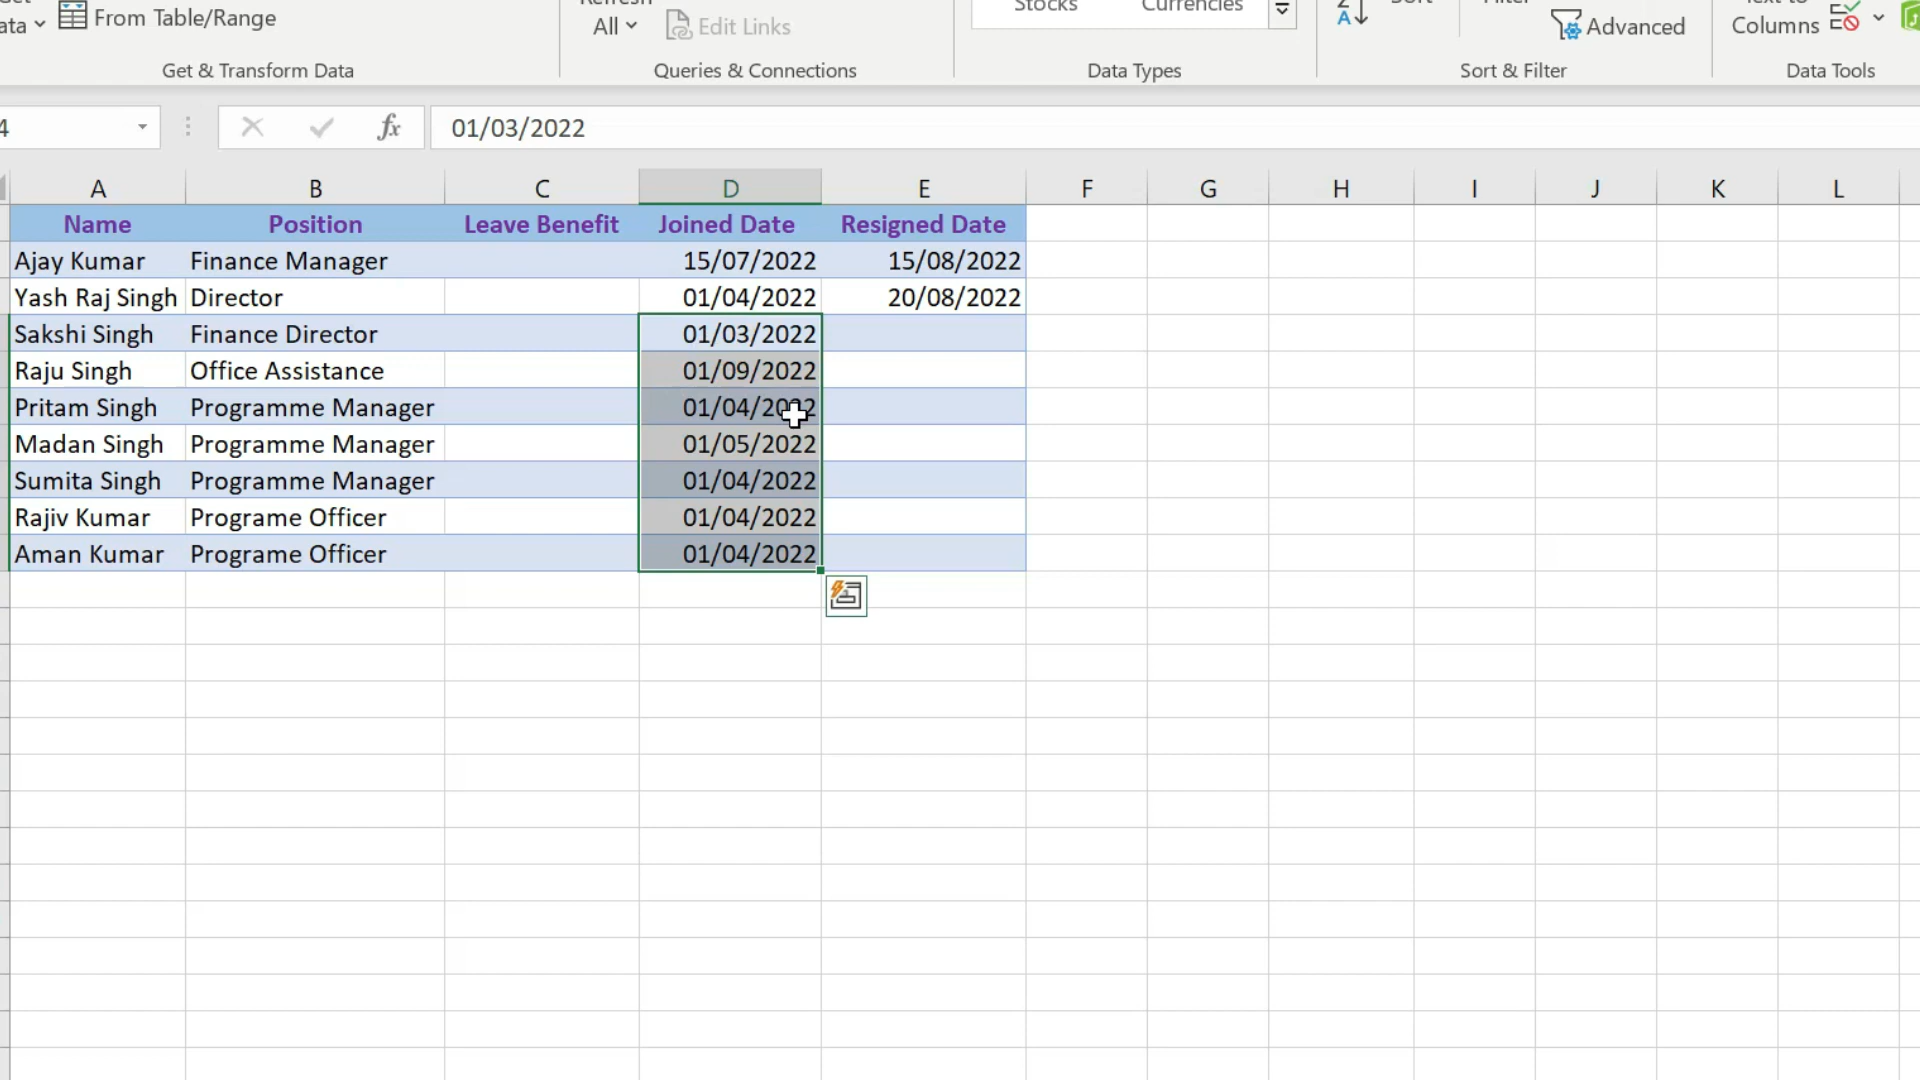 From Table/Range
All
Edit Links
Stocks
Currencies
Advanced
Columns
Get & Transform Data
Queries & Connections
Data Types
Sort & Filter
Data Tools
4
fx
01/03/2022
A B C D E F G H I J K L
Name Position Leave Benefit Joined Date Resigned Date
Ajay Kumar Finance Manager 15/07/2022 15/08/2022
Yash Raj Singh Director 01/04/2022 20/08/2022
Sakshi Singh Finance Director 01/03/2022
Raju Singh Office Assistance 01/09/2022
Pritam Singh Programme Manager 01/04/2022
Madan Singh Programme Manager 01/05/2022
Sumita Singh Programme Manager 01/04/2022
Rajiv Kumar Programe Officer 01/04/2022
Aman Kumar Programe Officer 01/04/2022